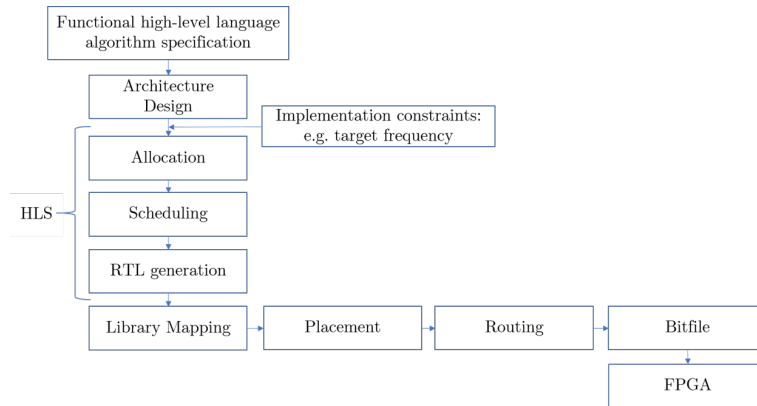 Functional high-level language
algorithm specification
Architecture
Design
Implementation constraints:
e.g. target frequency
Allocation
HLS
Scheduling
RTL generation
Library Mapping
Placement
Routing
Bitfile
FPGA